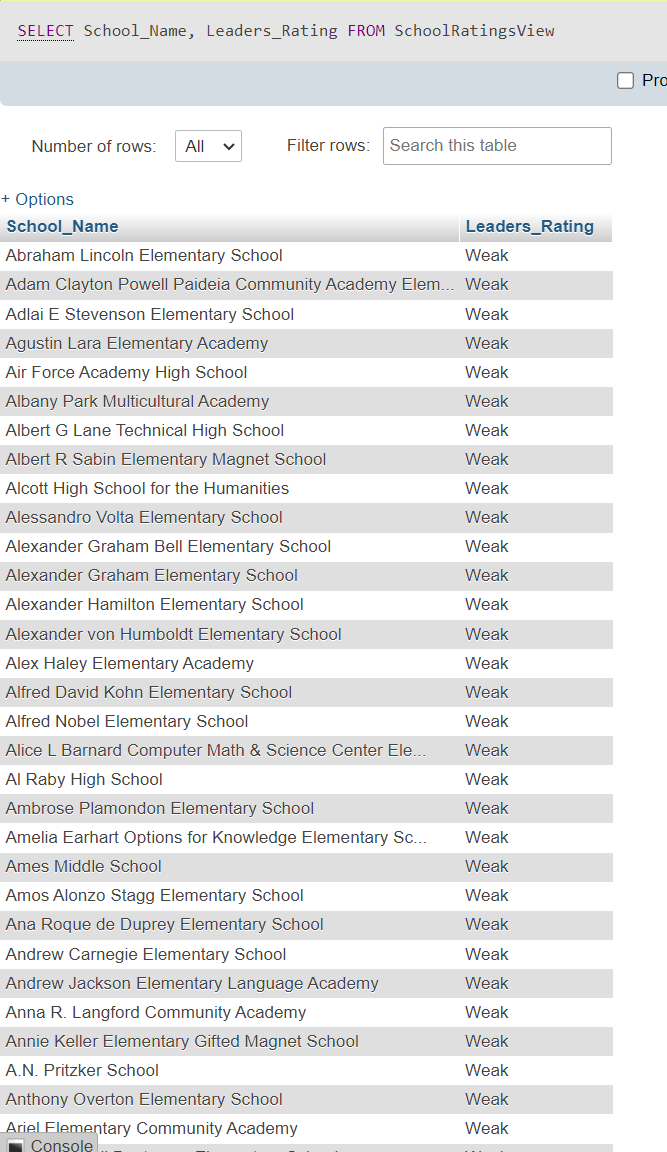 SELECT School_Name, Leaders_Rating FROM SchoolRatingsView
Pro
Number of rows: All Filter rows: Search this table
+ Options
School_Name Leaders_Rating
Abraham Lincoln Elementary School Weak
Adam Clayton Powell Paideia Community Academy Elem... Weak
Adlai E Stevenson Elementary School Weak
Agustin Lara Elementary Academy Weak
Air Force Academy High School Weak
Albany Park Multicultural Academy Weak
Albert G Lane Technical High School Weak
Albert R Sabin Elementary Magnet School Weak
Alcott High School for the Humanities Weak
Alessandro Volta Elementary School Weak
Alexander Graham Bell Elementary School Weak
Alexander Graham Elementary School Weak
Alexander Hamilton Elementary School Weak
Alexander von Humboldt Elementary School Weak
Alex Haley Elementary Academy Weak
Alfred David Kohn Elementary School Weak
Alfred Nobel Elementary School Weak
Alice L Barnard Computer Math & Science Center Ele... Weak
Al Raby High School Weak
Ambrose Plamondon Elementary School Weak
Amelia Earhart Options for Knowledge Elementary Sc... Weak
Ames Middle School Weak
Amos Alonzo Stagg Elementary School Weak
Ana Roque de Duprey Elementary School Weak
Andrew Carnegie Elementary School Weak
Andrew Jackson Elementary Language Academy Weak
Anna R. Langford Community Academy Weak
Annie Keller Elementary Gifted Magnet School Weak
A.N. Pritzker School Weak
Anthony Overton Elementary School Weak
Ariel Elementary Community Academy Weak
Console